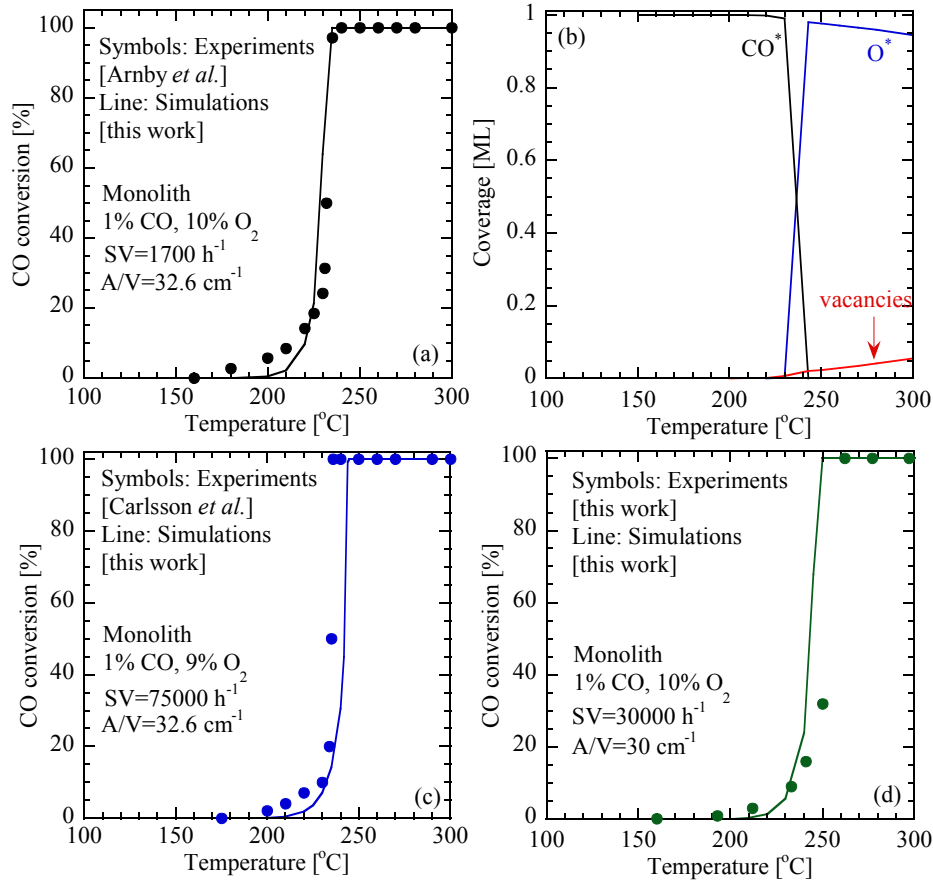 100
80
60
40
20
0
CO conversion [%]
Symbols: Experiments
[Arnby et al.]
Line: Simulations
[this work]
Monolith
1% CO, 10% O2
SV=1700 h-1
A/V=32.6 cm-1
(a)
100 150 200 250 300
Temperature [oC]
1
0.8
0.6
0.4
0.2
0
Coverage [ML]
(b)
CO*
O*
vacancies
100 150 200 250 300
Temperature [oC]
100
80
60
40
20
0
CO conversion [%]
Symbols: Experiments
[Carlsson et al.]
Line: Simulations
[this work]
Monolith
1% CO, 9% O2
SV=75000 h-1
A/V=32.6 cm-1
(c)
100 150 200 250 300
Temperature [oC]
100
80
60
40
20
0
CO conversion [%]
Symbols: Experiments
[this work]
Line: Simulations
[this work]
Monolith
1% CO, 10% O2
SV=30000 h-1
A/V=30 cm-1
(d)
100 150 200 250 300
Temperature [oC]